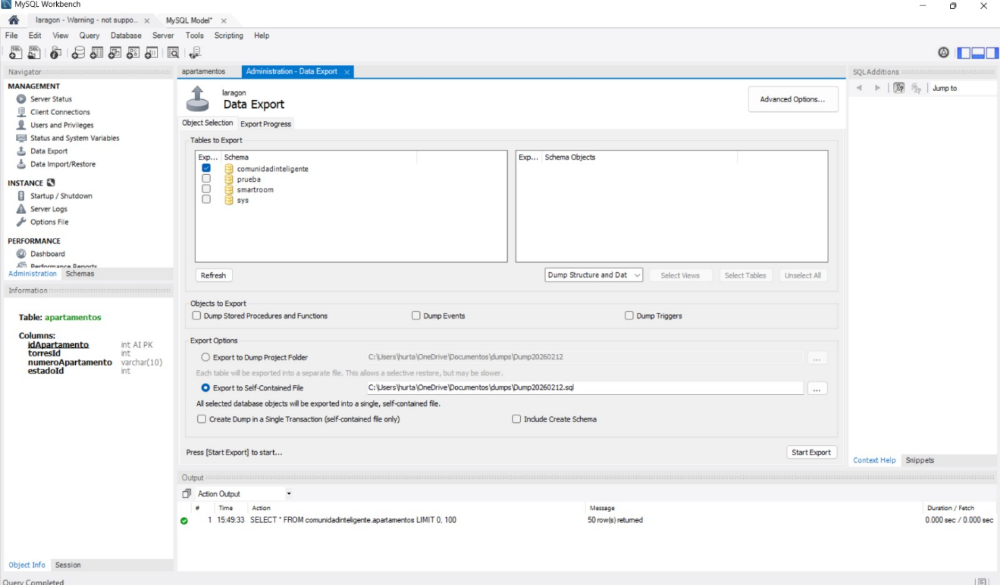 MySQL Workbench
laragon - Warning - not suppo... x
MySQL Model* x
File Edit View Query Database Server Tools Scripting Help
Navigator
MANAGEMENT
Server Status
Client Connections
Users and Privileges
Status and System Variables
Data Export
Data Import/Restore
INSTANCE
Startup / Shutdown
Server Logs
Options File
PERFORMANCE
Dashboard
Performance Reports
Administration Schemas
Information
Table: apartamentos
Columns:
idApartamento int AI PK
torresId int
numeroApartamento varchar(10)
estadoId int
Object Info Session
Query Completed
apartamentos
Administration - Data Export x
laragon
Data Export
Advanced Options...
Object Selection Export Progress
Tables to Export
Exp... Schema
comunidadinteligente
prueba
smartroom
sys
Exp... Schema Objects
Refresh
Dump Structure and Dat
Select Views
Select Tables
Unselect All
Objects to Export
Dump Stored Procedures and Functions
Dump Events
Dump Triggers
Export Options
Export to Dump Project Folder
C:\Users\hurta\OneDrive\Documentos\dumps\Dump20260212
...
Each table will be exported into a separate file. This allows a selective restore, but may be slower.
Export to Self-Contained File
C:\Users\hurta\OneDrive\Documentos\dumps\Dump20260212.sql
...
All selected database objects will be exported into a single, self-contained file.
Create Dump in a Single Transaction (self-contained file only)
Include Create Schema
Press [Start Export] to start...
Start Export
Output
Action Output
# Time Action Message Duration / Fetch
1 15:49:33 SELECT * FROM comunidadinteligente.apartamentos LIMIT 0, 100 50 row(s) returned 0.000 sec / 0.000 sec
SQLAdditions
Jump to
Context Help Snippets